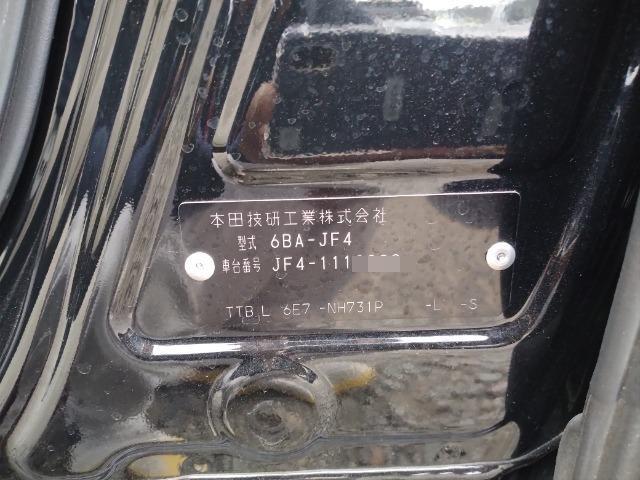 本田技研工業株式会社
型式 6BA-JF4
車台番号 JF4-111
TTB L 6E7 -NH731P -L -S